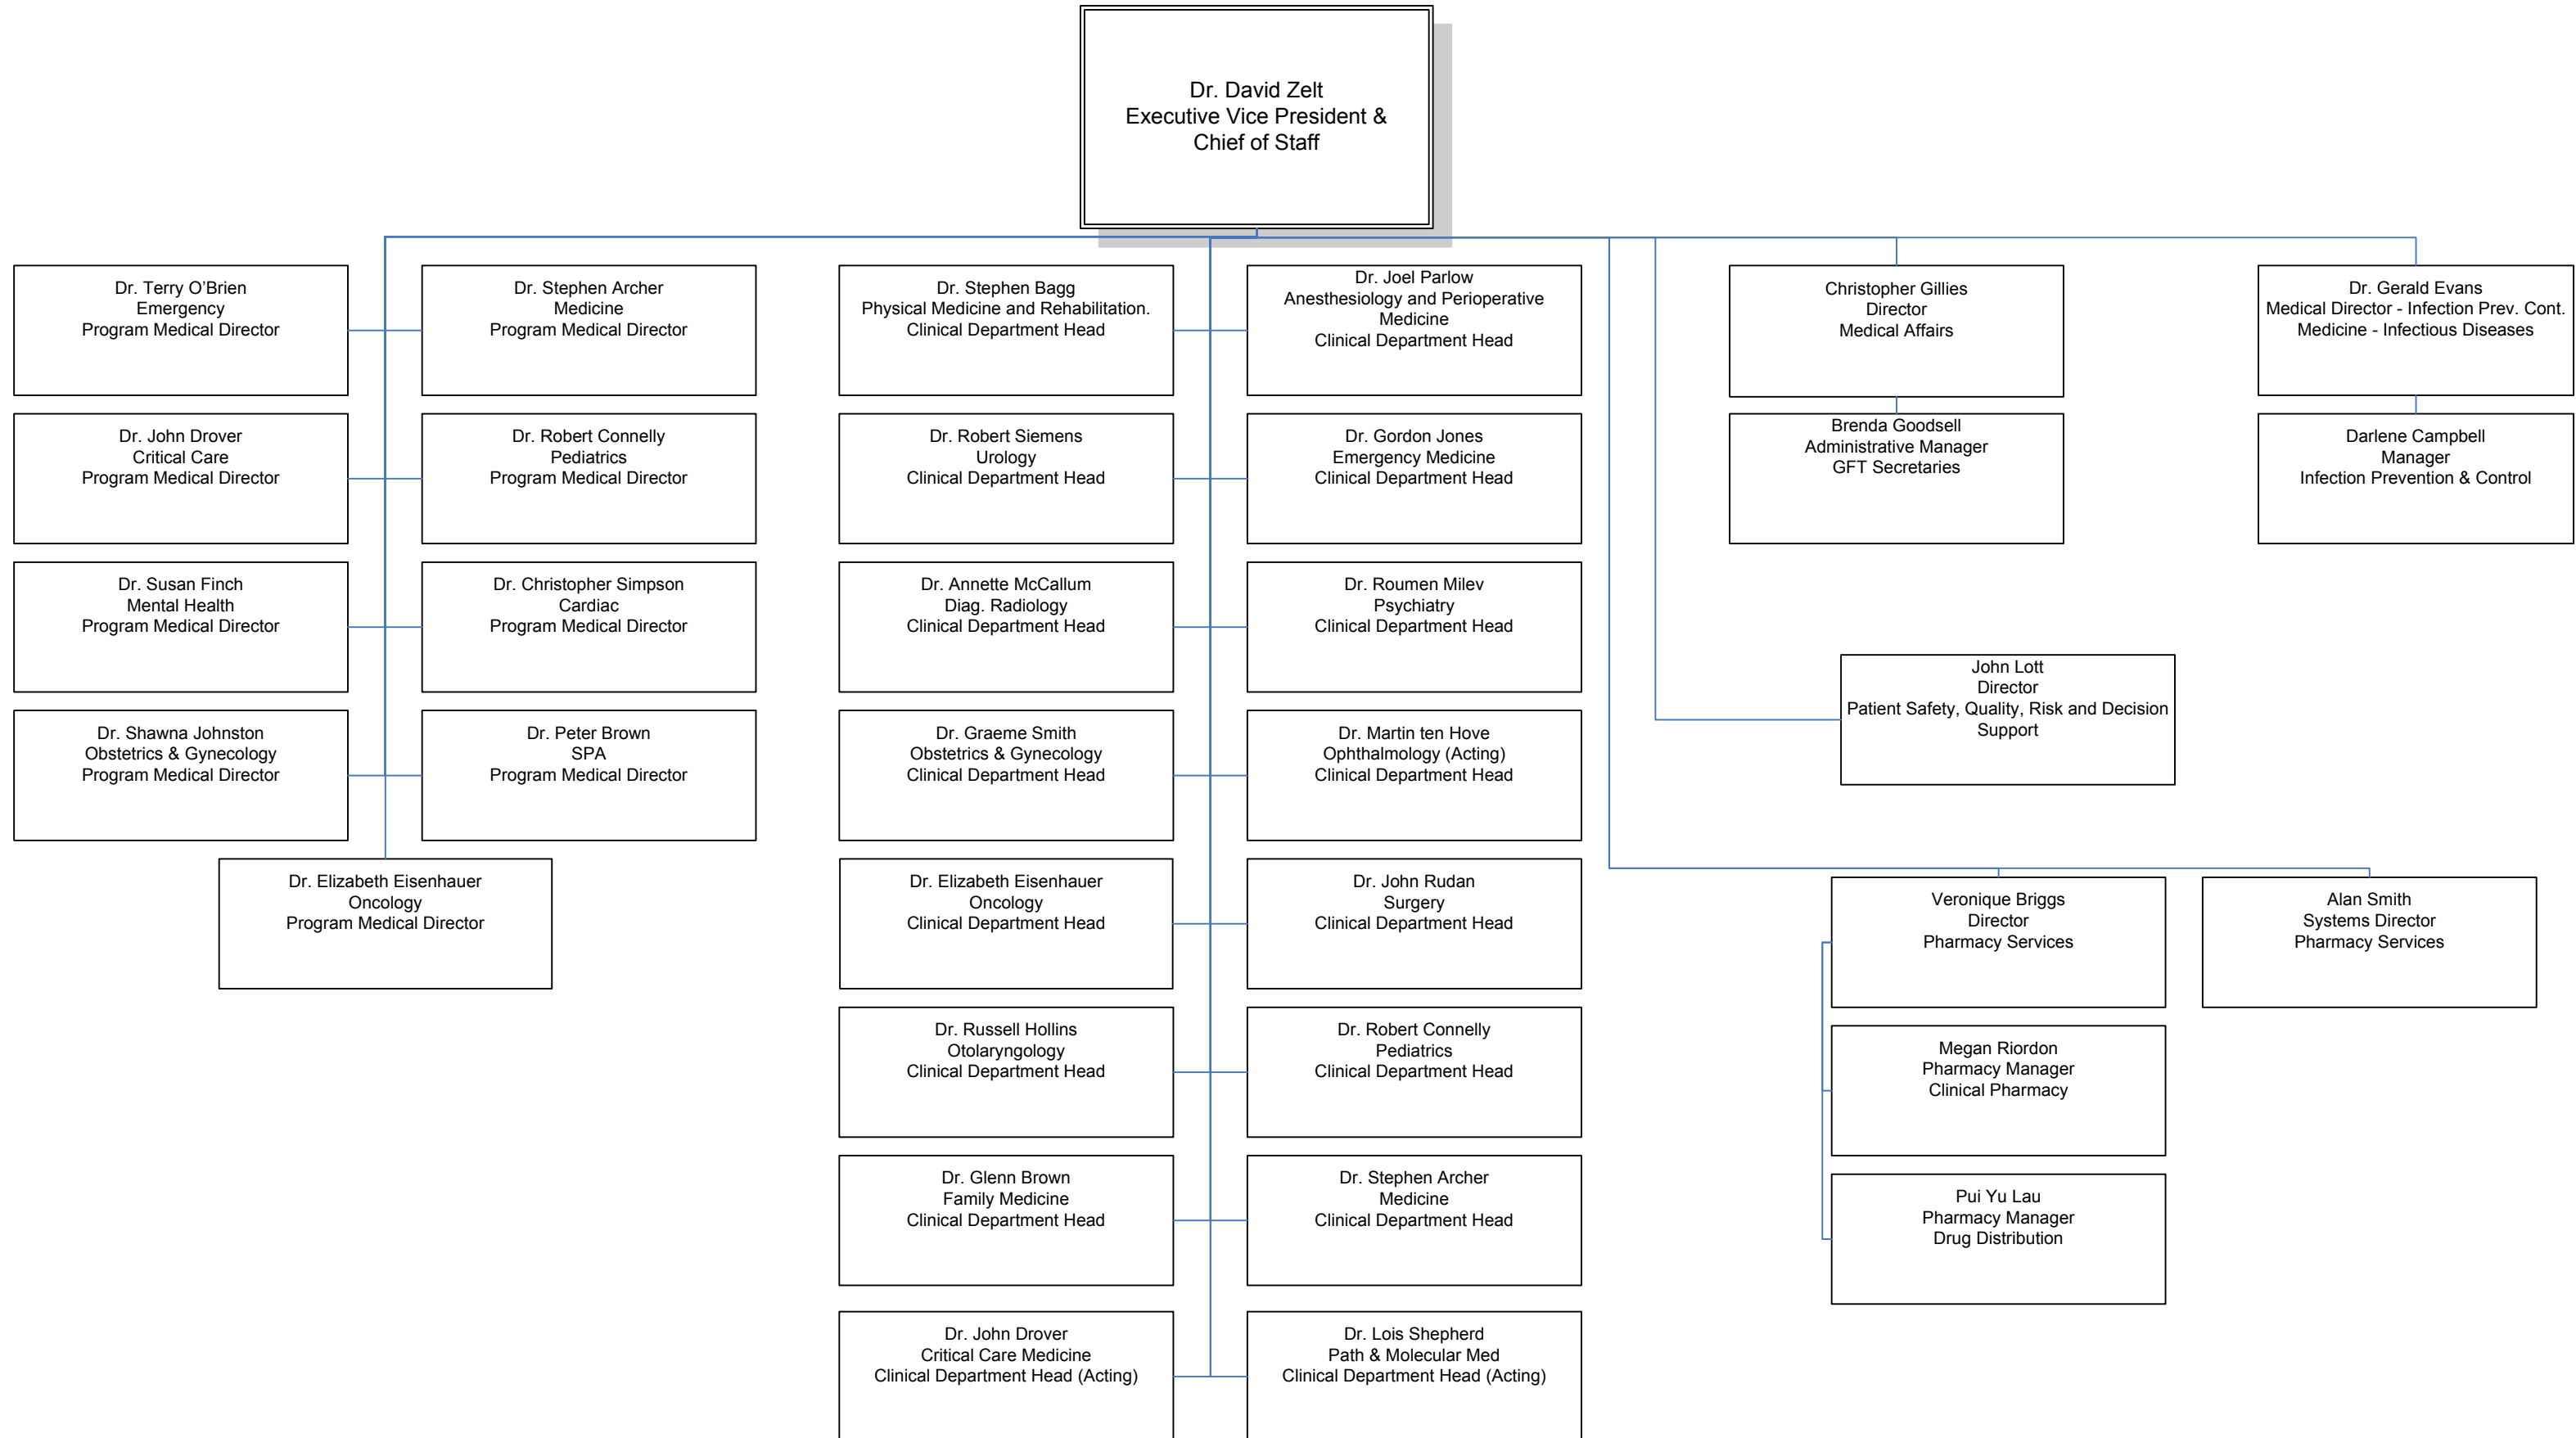 Dr. David Zelt
Executive Vice President &
Chief of Staff
Dr. Terry O’Brien
Emergency
Program Medical Director
Dr. Stephen Archer
Medicine
Program Medical Director
Dr. Stephen Bagg
Physical Medicine and Rehabilitation.
Clinical Department Head
Dr. Joel Parlow
Anesthesiology and Perioperative
Medicine
Clinical Department Head
Christopher Gillies
Director
Medical Affairs
Dr. Gerald Evans
Medical Director - Infection Prev. Cont.
Medicine - Infectious Diseases
Dr. John Drover
Critical Care
Program Medical Director
Dr. Robert Connelly
Pediatrics
Program Medical Director
Dr. Robert Siemens
Urology
Clinical Department Head
Dr. Gordon Jones
Emergency Medicine
Clinical Department Head
Brenda Goodsell
Administrative Manager
GFT Secretaries
Darlene Campbell
Manager
Infection Prevention & Control
Dr. Susan Finch
Mental Health
Program Medical Director
Dr. Christopher Simpson
Cardiac
Program Medical Director
Dr. Annette McCallum
Diag. Radiology
Clinical Department Head
Dr. Roumen Milev
Psychiatry
Clinical Department Head
John Lott
Director
Patient Safety, Quality, Risk and Decision
Support
Dr. Shawna Johnston
Obstetrics & Gynecology
Program Medical Director
Dr. Peter Brown
SPA
Program Medical Director
Dr. Graeme Smith
Obstetrics & Gynecology
Clinical Department Head
Dr. Martin ten Hove
Ophthalmology (Acting)
Clinical Department Head
Dr. Elizabeth Eisenhauer
Oncology
Program Medical Director
Dr. Elizabeth Eisenhauer
Oncology
Clinical Department Head
Dr. John Rudan
Surgery
Clinical Department Head
Veronique Briggs
Director
Pharmacy Services
Alan Smith
Systems Director
Pharmacy Services
Dr. Russell Hollins
Otolaryngology
Clinical Department Head
Dr. Robert Connelly
Pediatrics
Clinical Department Head
Megan Riordon
Pharmacy Manager
Clinical Pharmacy
Dr. Glenn Brown
Family Medicine
Clinical Department Head
Dr. Stephen Archer
Medicine
Clinical Department Head
Pui Yu Lau
Pharmacy Manager
Drug Distribution
Dr. John Drover
Critical Care Medicine
Clinical Department Head (Acting)
Dr. Lois Shepherd
Path & Molecular Med
Clinical Department Head (Acting)